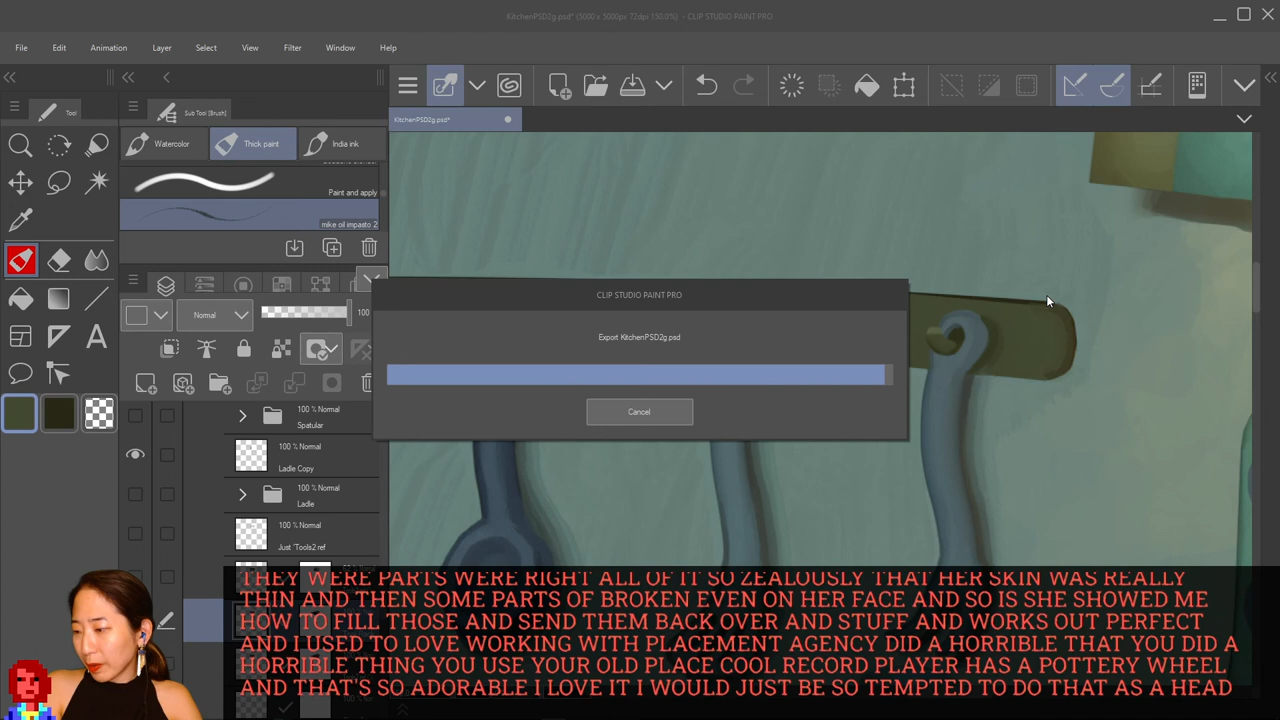 KitchenPSD2g.psd* (5000 x 5000px 72dpi 150.0%) - CLIP STUDIO PAINT PRO
File Edit Animation Layer Select View Window Filter Help
Tool
Sub Tool [Brush]
KitchenPSD2g.psd*
Watercolor Thick paint India ink
Paint and apply
mike oil impasto 2
Normal 100
CLIP STUDIO PAINT PRO
Export KitchenPSD2g.psd
Cancel
100 % Normal
Spatular
100 % Normal
Ladle Copy
100 % Normal
Ladle
100 % Normal
Just 'Tools2 ref
THEY WERE PARTS WERE RIGHT ALL OF IT SO ZEALOUSLY THAT HER SKIN WAS REALLY
THIN AND THEN SOME PARTS OF BROKEN EVEN ON HER FACE AND SO IS SHE SHOWED ME
HOW TO FILL THOSE AND SEND THEM BACK OVER AND STUFF AND WORKS OUT PERFECT
AND I USED TO LOVE WORKING WITH PLACEMENT AGENCY DID A HORRIBLE THAT YOU DID A
HORRIBLE THING YOU USE YOUR OLD PLACE COOL RECORD PLAYER HAS A POTTERY WHEEL
AND THAT'S SO ADORABLE I LOVE IT I WOULD JUST BE SO TEMPTED TO DO THAT AS A HEAD